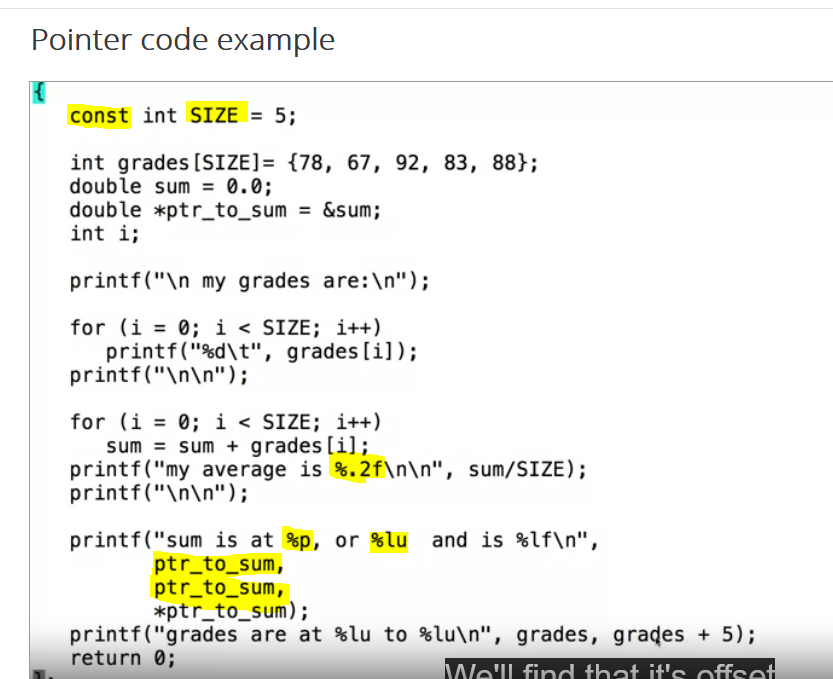 Pointer code example
{
const int SIZE = 5;
int grades[SIZE]= {78, 67, 92, 83, 88};
double sum = 0.0;
double *ptr_to_sum = &sum;
int i;
printf("\n my grades are:\n");
for (i = 0; i < SIZE; i++)
printf("%d\t", grades[i]);
printf("\n\n");
for (i = 0; i < SIZE; i++)
sum = sum + grades[i];
printf("my average is %.2f\n\n", sum/SIZE);
printf("\n\n");
printf("sum is at %p, or %lu  and is %lf\n",
ptr_to_sum,
ptr_to_sum,
*ptr_to_sum);
printf("grades are at %lu to %lu\n", grades, grades + 5);
return 0;
We'll find that it's offset